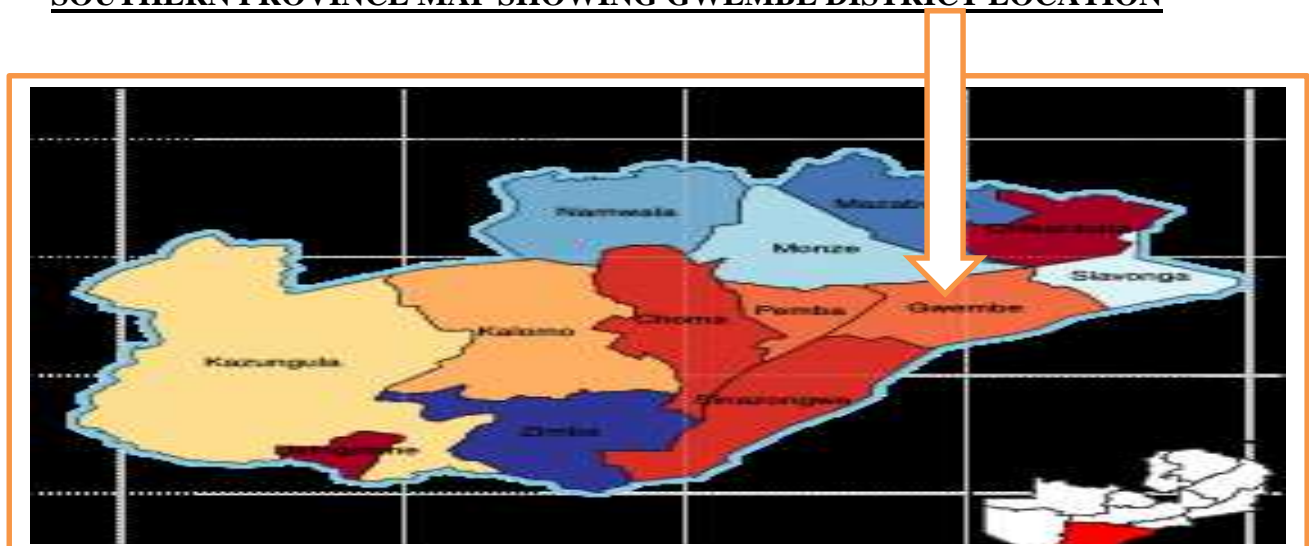 SOUTHERN PROVINCE MAP SHOWING GWEMBE DISTRICT LOCATION
Namwala
Monze
Siavonga
Pemba
Gwembe
Choma
Kalomo
Kazungula
Sinazongwe
Zimba